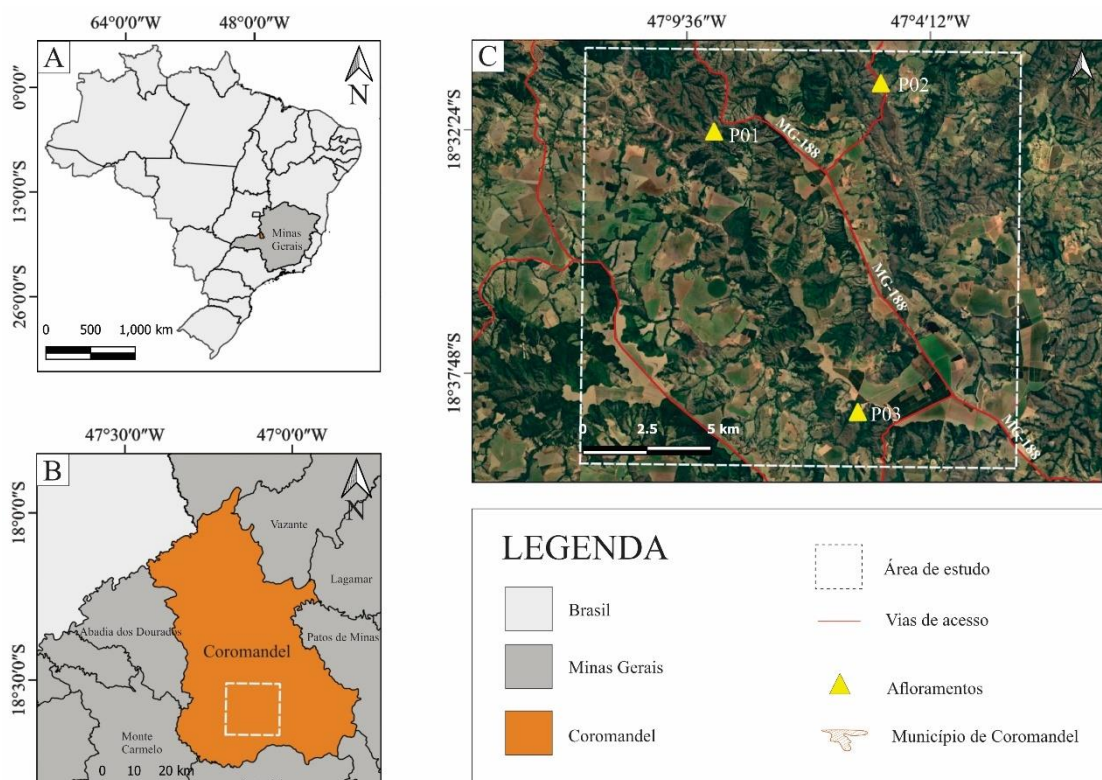 64°0'0"W 48°0'0"W
A
N
0°0'0"
13°0'0"S
26°0'0"S
Minas
Gerais
0 500 1,000 km
47°30'0"W 47°0'0"W
B
N
18°0'0"S
18°30'0"S
Vazante
Lagamar
Abadia dos Dourados
Patos de Minas
Coromandel
Monte
Carmelo
0 10 20 km
47°9'36"W 47°4'12"W
C
N
18°32'24"S
18°37'48"S
P02
P01
MG-188
MG-188
P03
MG-188
0 2.5 5 km
LEGENDA
Brasil
Minas Gerais
Coromandel
Área de estudo
Vias de acesso
Afloramentos
Município de Coromandel